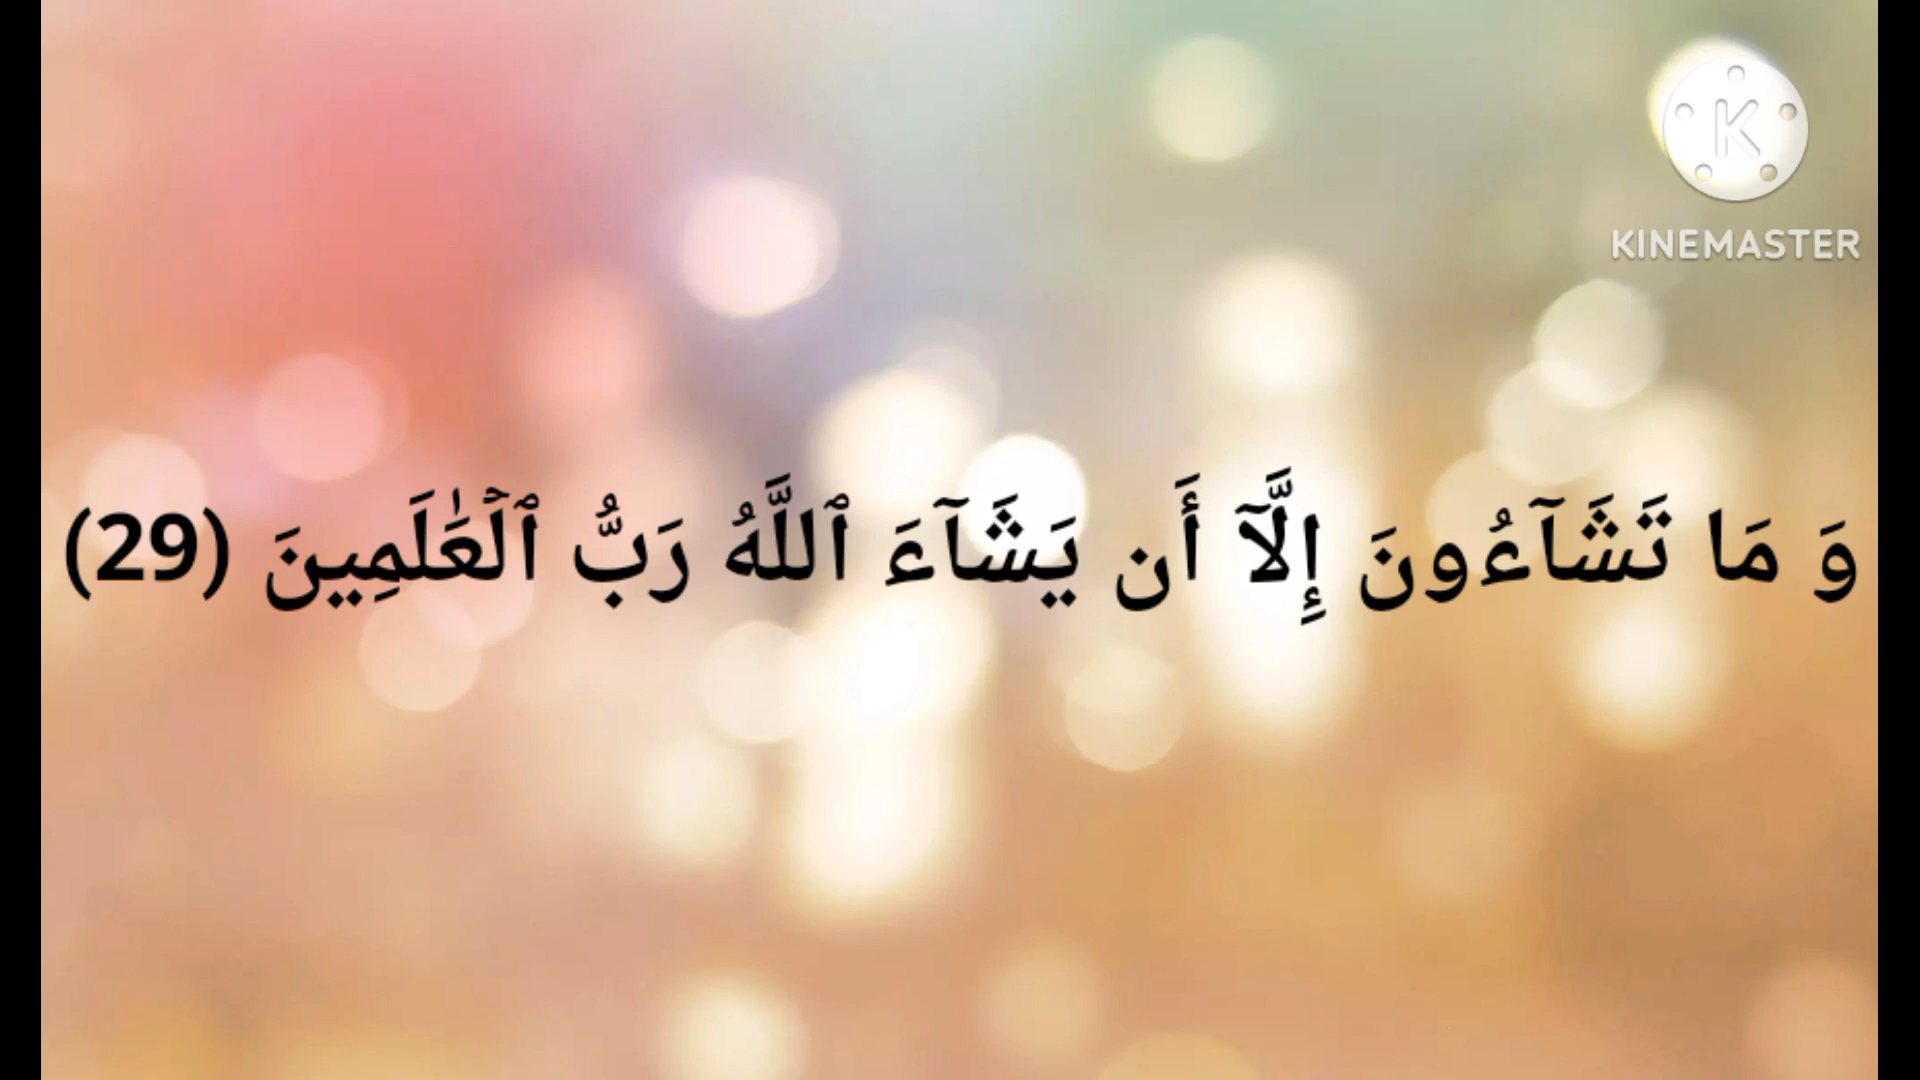 K
KINEMASTER
وَ مَا تَشَآءُونَ إِلَّآ أَن يَشَآءَ ٱللَّهُ رَبُّ ٱلْعَٰلَمِينَ (29)